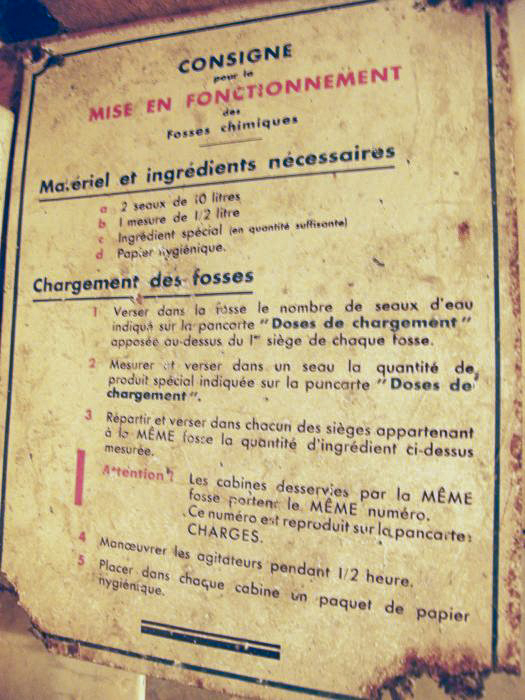 CONSIGNE
pour la
MISE EN FONCTIONNEMENT
des
Fosses chimiques
Matériel et ingrédients nécessaires
a 2 seaux de 10 litres
b 1 mesure de 1/2 litre
c Ingrédient spécial (en quantité suffisante)
d Papier hygiénique.
Chargement des fosses
1 Verser dans la fosse le nombre de seaux d'eau
indiqué sur la pancarte "Doses de chargement"
apposée au-dessus du 1er siège de chaque fosse.
2 Mesurer et verser dans un seau la quantité de
produit spécial indiquée sur la pancarte "Doses de
chargement".
3 Répartir et verser dans chacun des sièges appartenant
à la MÊME fosse la quantité d'ingrédient ci-dessus
mesurée.
Attention! Les cabines desservies par la MÊME
fosse portent le MÊME numéro.
Ce numéro est reproduit sur la pancarte:
CHARGES.
4 Manœuvrer les agitateurs pendant 1/2 heure.
5 Placer dans chaque cabine un paquet de papier
hygiénique.